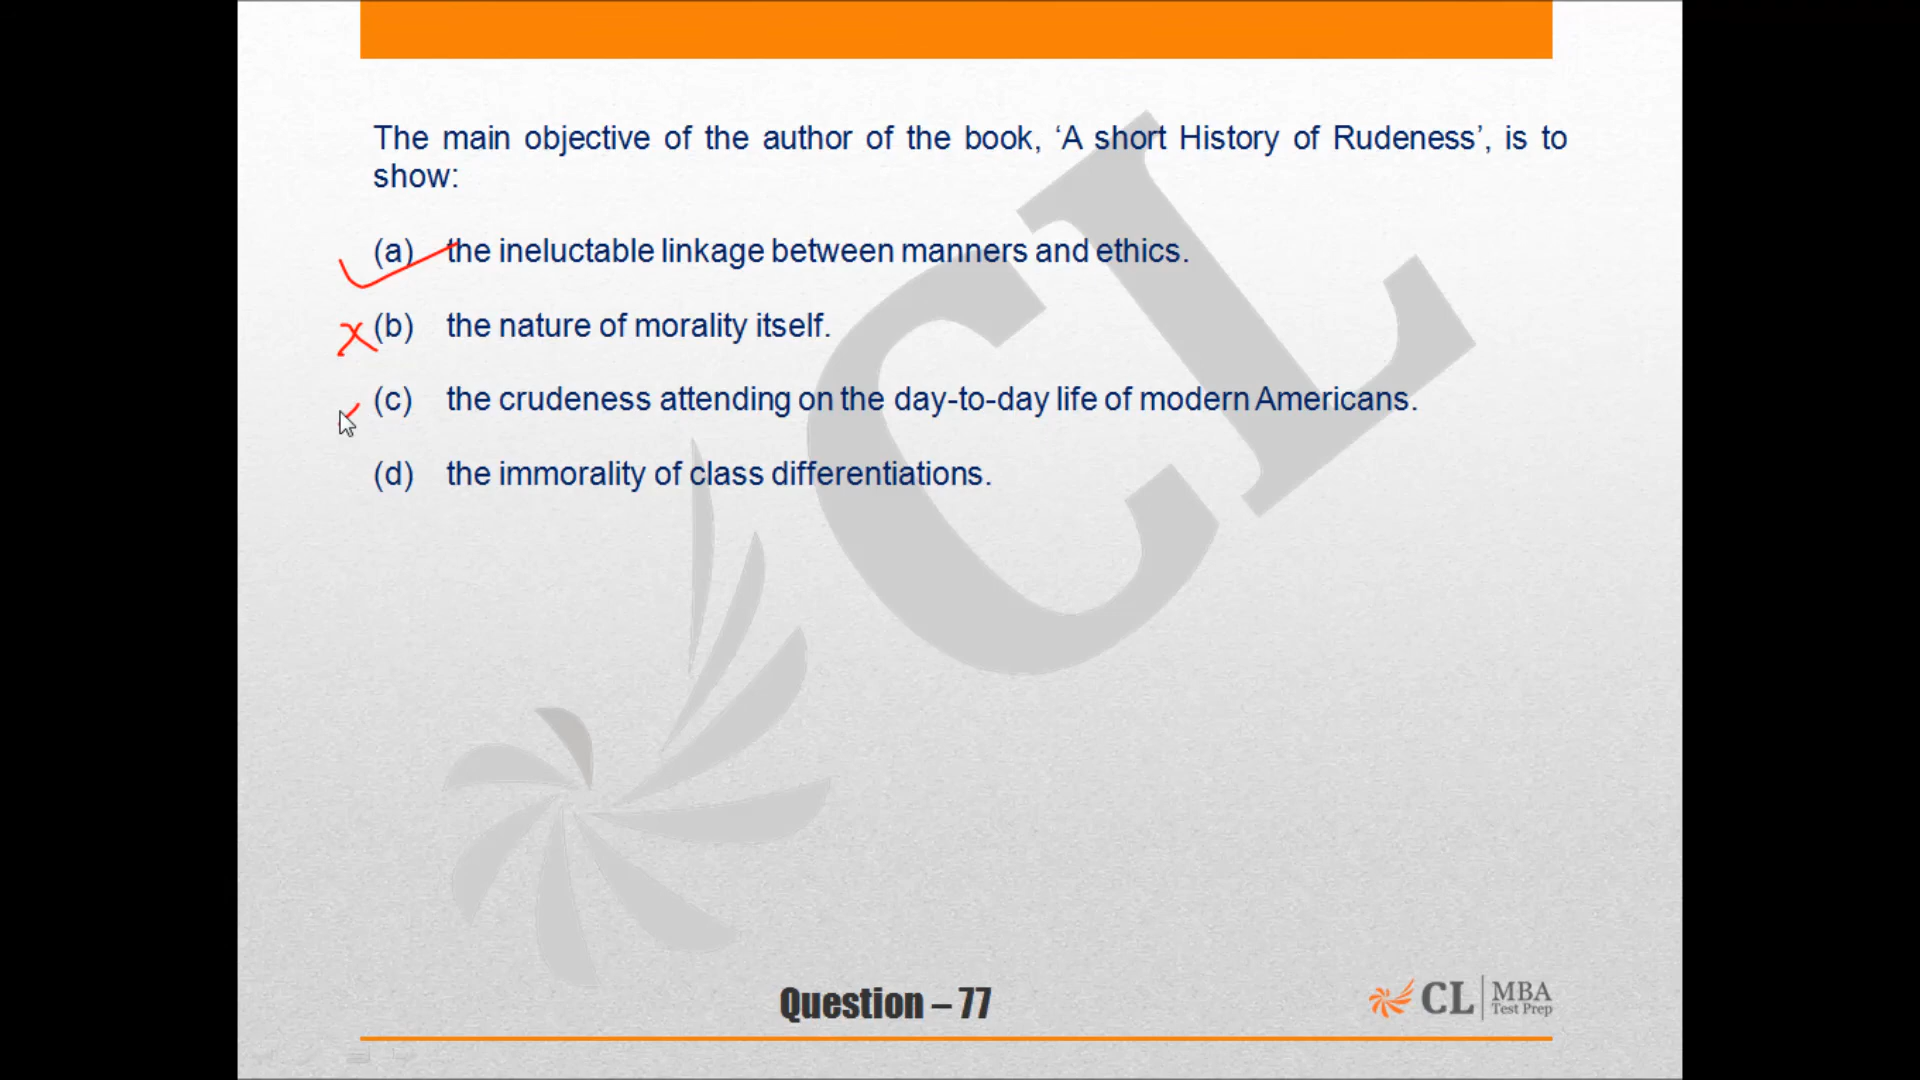 The main objective of the author of the book, ‘A short History of Rudeness’, is to
show:
(a) the ineluctable linkage between manners and ethics.
(b) the nature of morality itself.
(c) the crudeness attending on the day-to-day life of modern Americans.
(d) the immorality of class differentiations.
CL
Question – 77
CL MBA
Test Prep